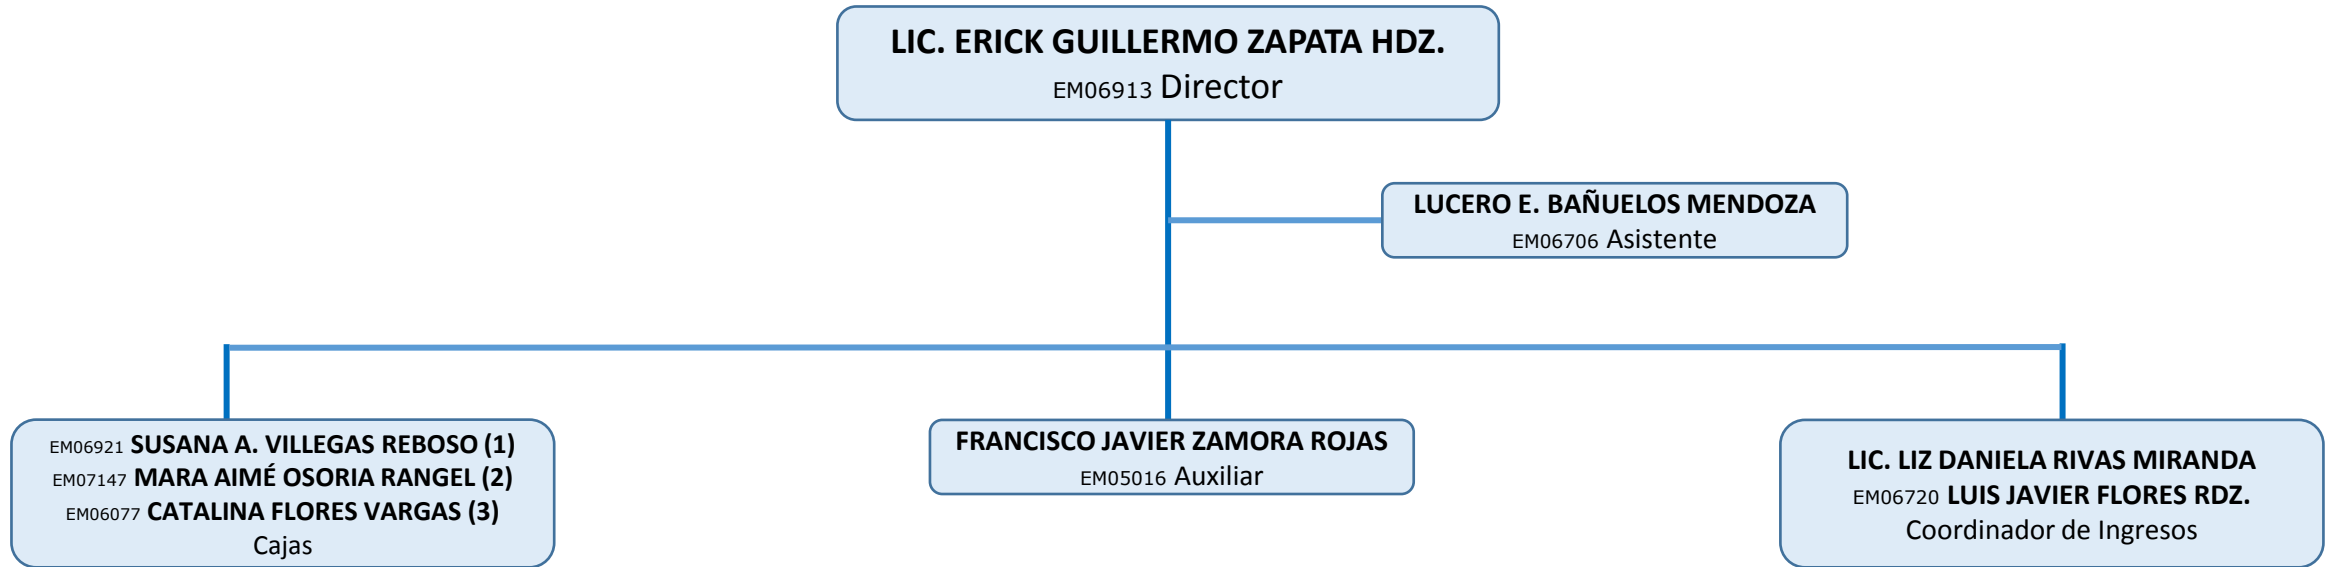 LIC. ERICK GUILLERMO ZAPATA HDZ.
EM06913 Director
LUCERO E. BAÑUELOS MENDOZA
EM06706 Asistente
EM06921 SUSANA A. VILLEGAS REBOSO (1)
EM07147 MARA AIMÉ OSORIA RANGEL (2)
EM06077 CATALINA FLORES VARGAS (3)
Cajas
FRANCISCO JAVIER ZAMORA ROJAS
EM05016 Auxiliar
LIC. LIZ DANIELA RIVAS MIRANDA
EM06720 LUIS JAVIER FLORES RDZ.
Coordinador de Ingresos